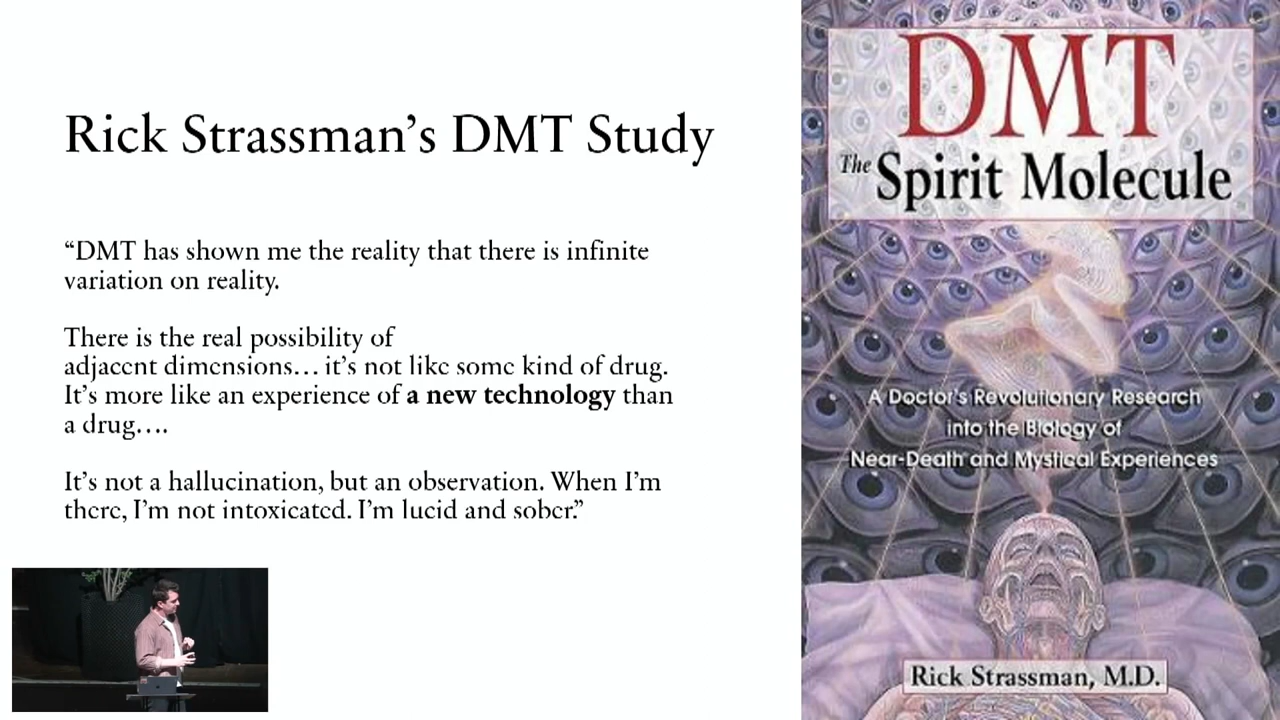 Rick Strassman’s DMT Study
“DMT has shown me the reality that there is infinite
variation on reality.
There is the real possibility of
adjacent dimensions… it’s not like some kind of drug.
It’s more like an experience of a new technology than
a drug….
It’s not a hallucination, but an observation. When I’m
there, I’m not intoxicated. I’m lucid and sober.”
DMT
The Spirit Molecule
A Doctor's Revolutionary Research
into the Biology of
Near-Death and Mystical Experiences
Rick Strassman, M.D.